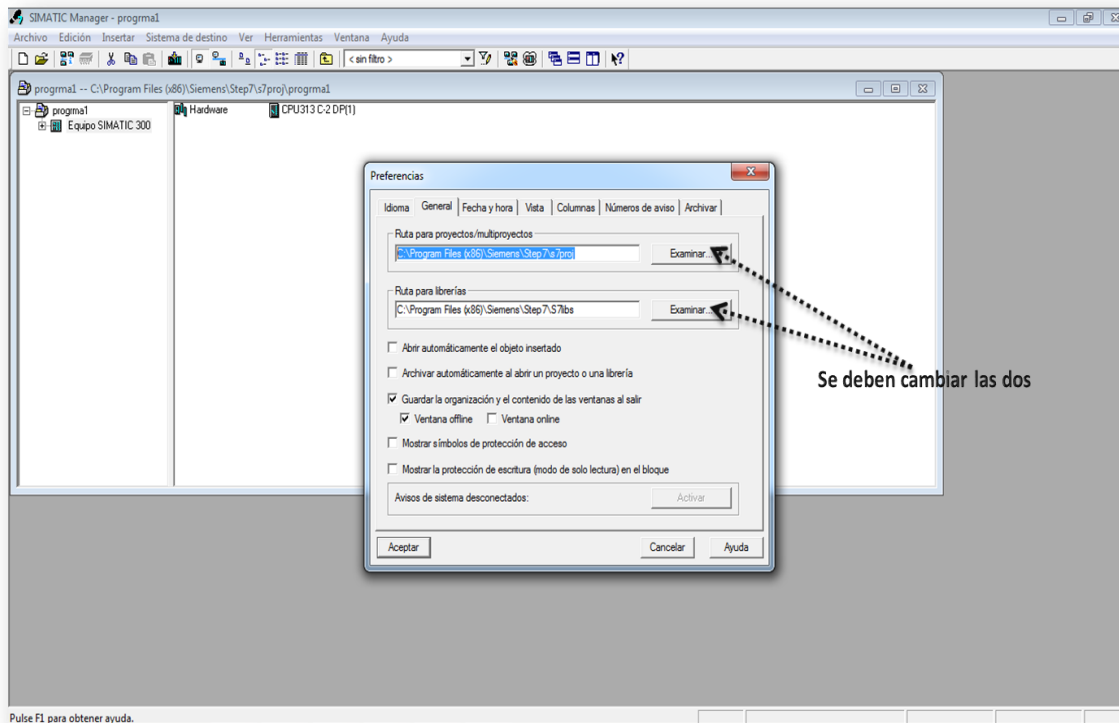 SIMATIC Manager - progrma1
Archivo Edición Insertar Sistema de destino Ver Herramientas Ventana Ayuda
< sin filtro >
progrma1 -- C:\Program Files (x86)\Siemens\Step7\s7proj\progrma1
progrma1
Equipo SIMATIC 300
Hardware
CPU313 C-2 DP(1)
Preferencias
Idioma General Fecha y hora Vista Columnas Números de aviso Archivar
Ruta para proyectos/multiproyectos
C:\Program Files (x86)\Siemens\Step7\s7proj
Examinar...
Ruta para librerías
C:\Program Files (x86)\Siemens\Step7\S7libs
Examinar...
Abrir automáticamente el objeto insertado
Archivar automáticamente al abrir un proyecto o una librería
Guardar la organización y el contenido de las ventanas al salir
Ventana offline Ventana online
Mostrar símbolos de protección de acceso
Mostrar la protección de escritura (modo de solo lectura) en el bloque
Avisos de sistema desconectados:
Activar
Aceptar
Cancelar
Ayuda
Se deben cambiar las dos
Pulse F1 para obtener ayuda.